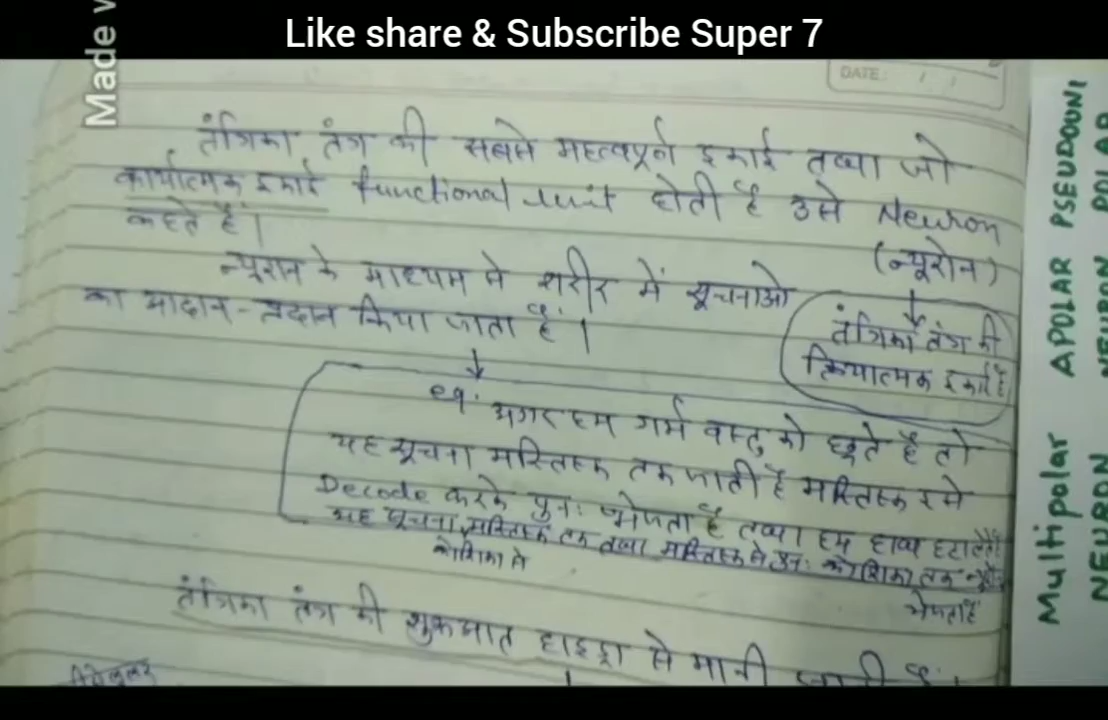 Like share & Subscribe Super 7
Made
DATE: / /
तंत्रिका तंत्र की सबसे महत्वपूर्ण इकाई तथा जो
कार्यात्मक इकाई functional unit होती है उसे Neuron
कहते हैं।
(न्यूरोन)
न्यूरान के माध्यम से शरीर में सूचनाओ
का आदान-प्रदान किया जाता हैं।
तंत्रिका तंत्र की
क्रियात्मक इकाई है
eg: अगर हम गर्म वस्तु को छूते है तो
यह सूचना मस्तिष्क तक जाती है मस्तिष्क इसे
Decode करके पुनः भेजता है तथा हम हाथ हटा लेते है
यह सूचना मस्तिष्क तक तथा मस्तिष्क से पुनः कोशिका तक
कोशिका से
भेजता है
तंत्रिका तंत्र की शुरूआत हाइड्रा से मानी जाती है।
Multipolar APOLAR PSEUDOUNI
NEURON NEURON POLAR